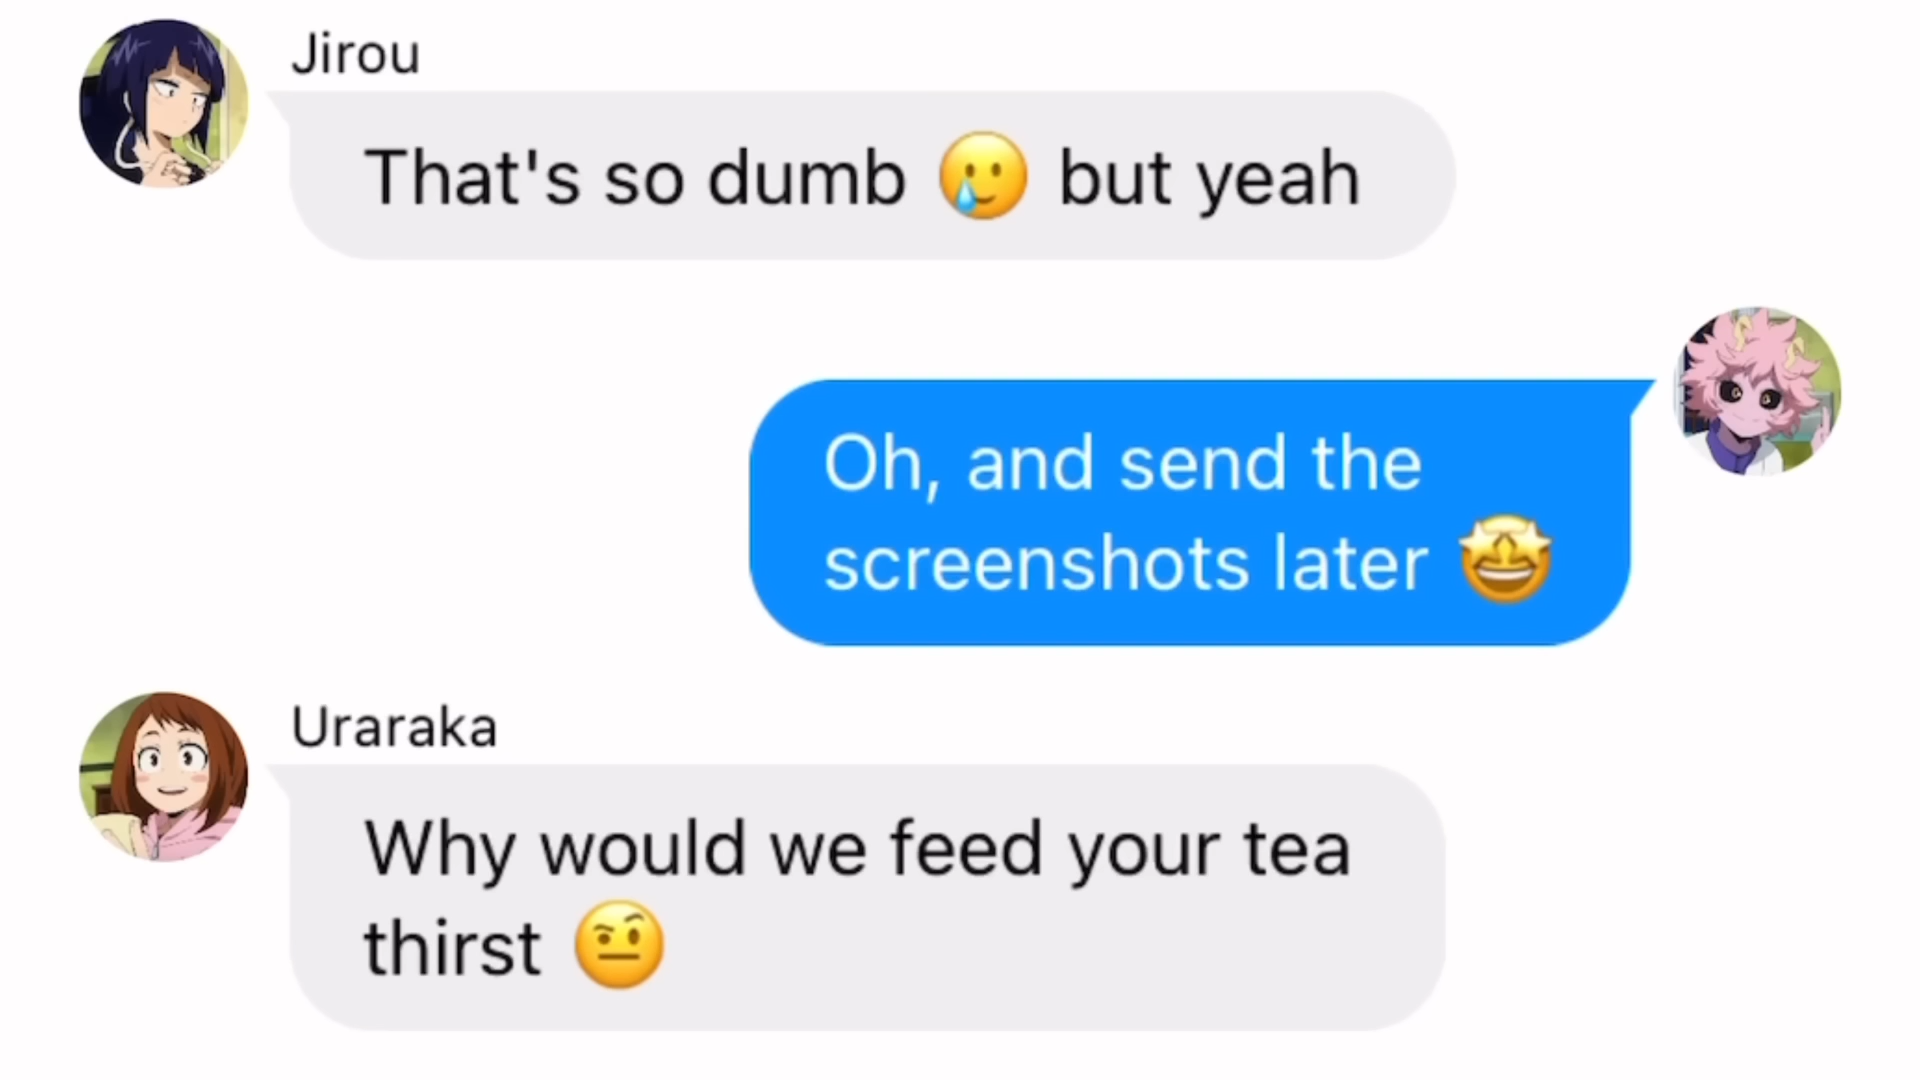 Jirou
That's so dumb 🥲 but yeah
Oh, and send the
screenshots later 🤩
Uraraka
Why would we feed your tea
thirst 🤨